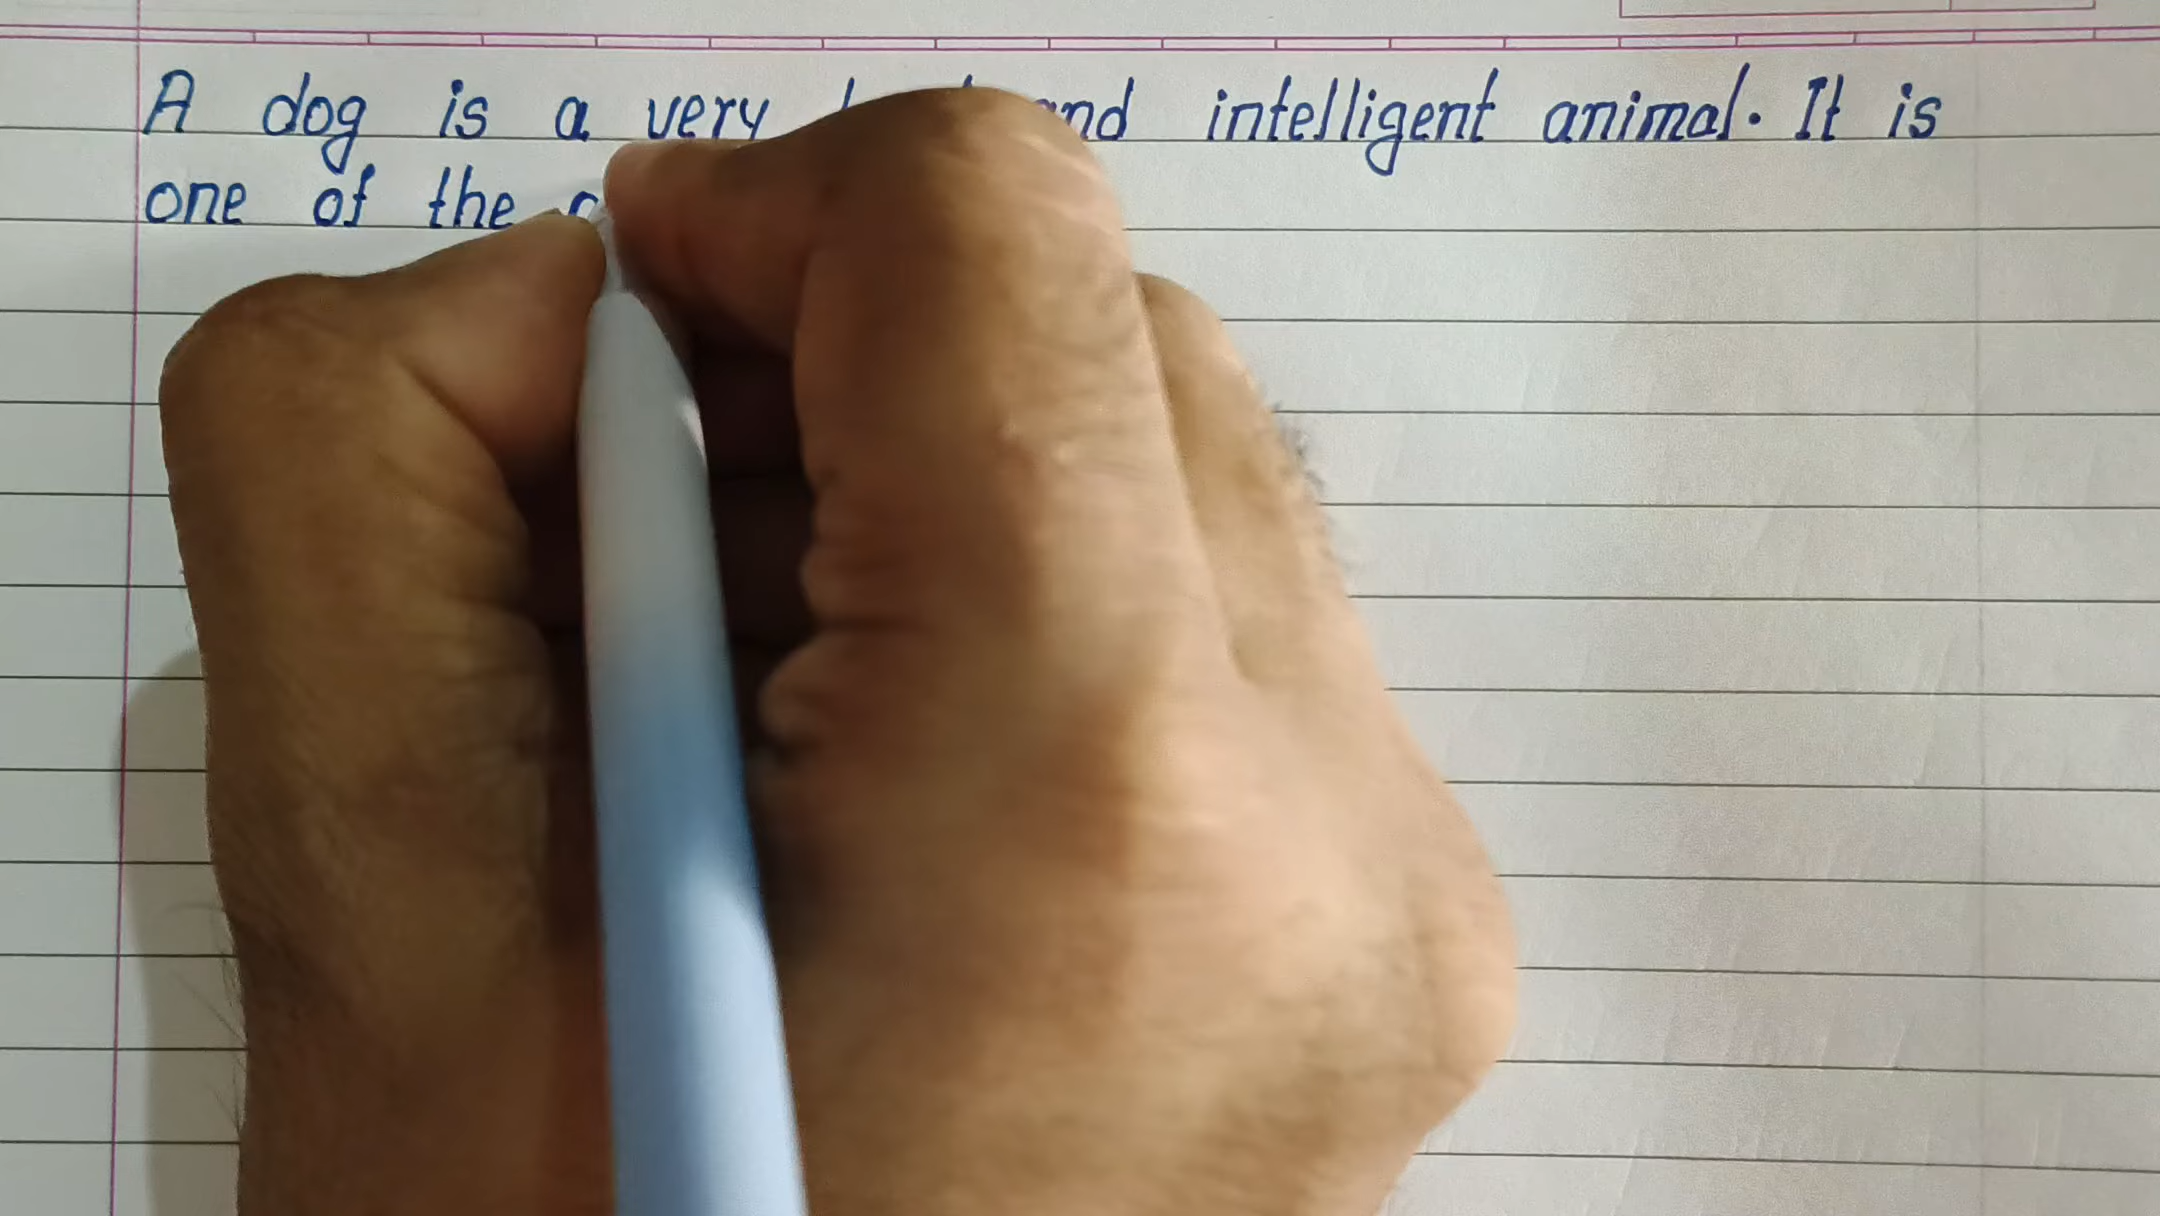 A dog is a very and intelligent animal. It is
one of the